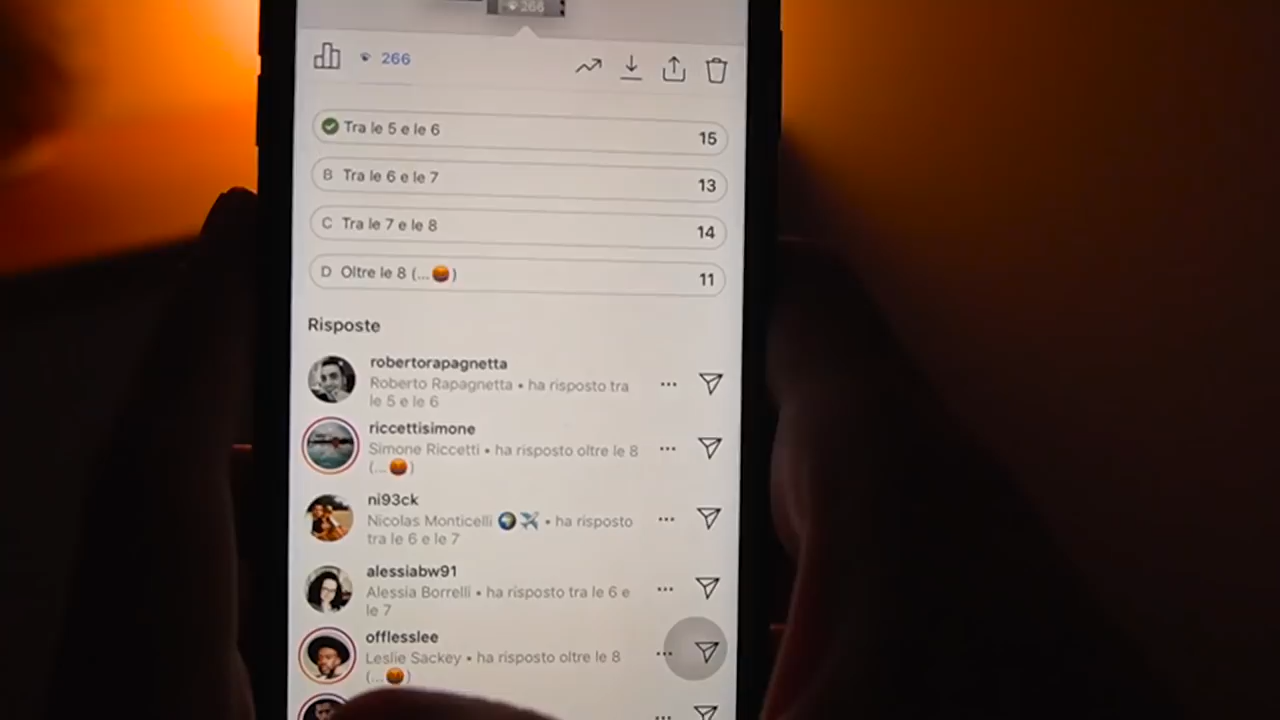 266
266
Tra le 5 e le 6
15
B Tra le 6 e le 7
13
C Tra le 7 e le 8
14
D Oltre le 8 (...😡)
11
Risposte
robertorapagnetta
Roberto Rapagnetta • ha risposto tra
le 5 e le 6
riccettisimone
Simone Riccetti • ha risposto oltre le 8
(...😡)
ni93ck
Nicolas Monticelli 🌍✈️ • ha risposto
tra le 6 e le 7
alessiabw91
Alessia Borrelli • ha risposto tra le 6 e
le 7
offlesslee
Leslie Sackey • ha risposto oltre le 8
(...😡)